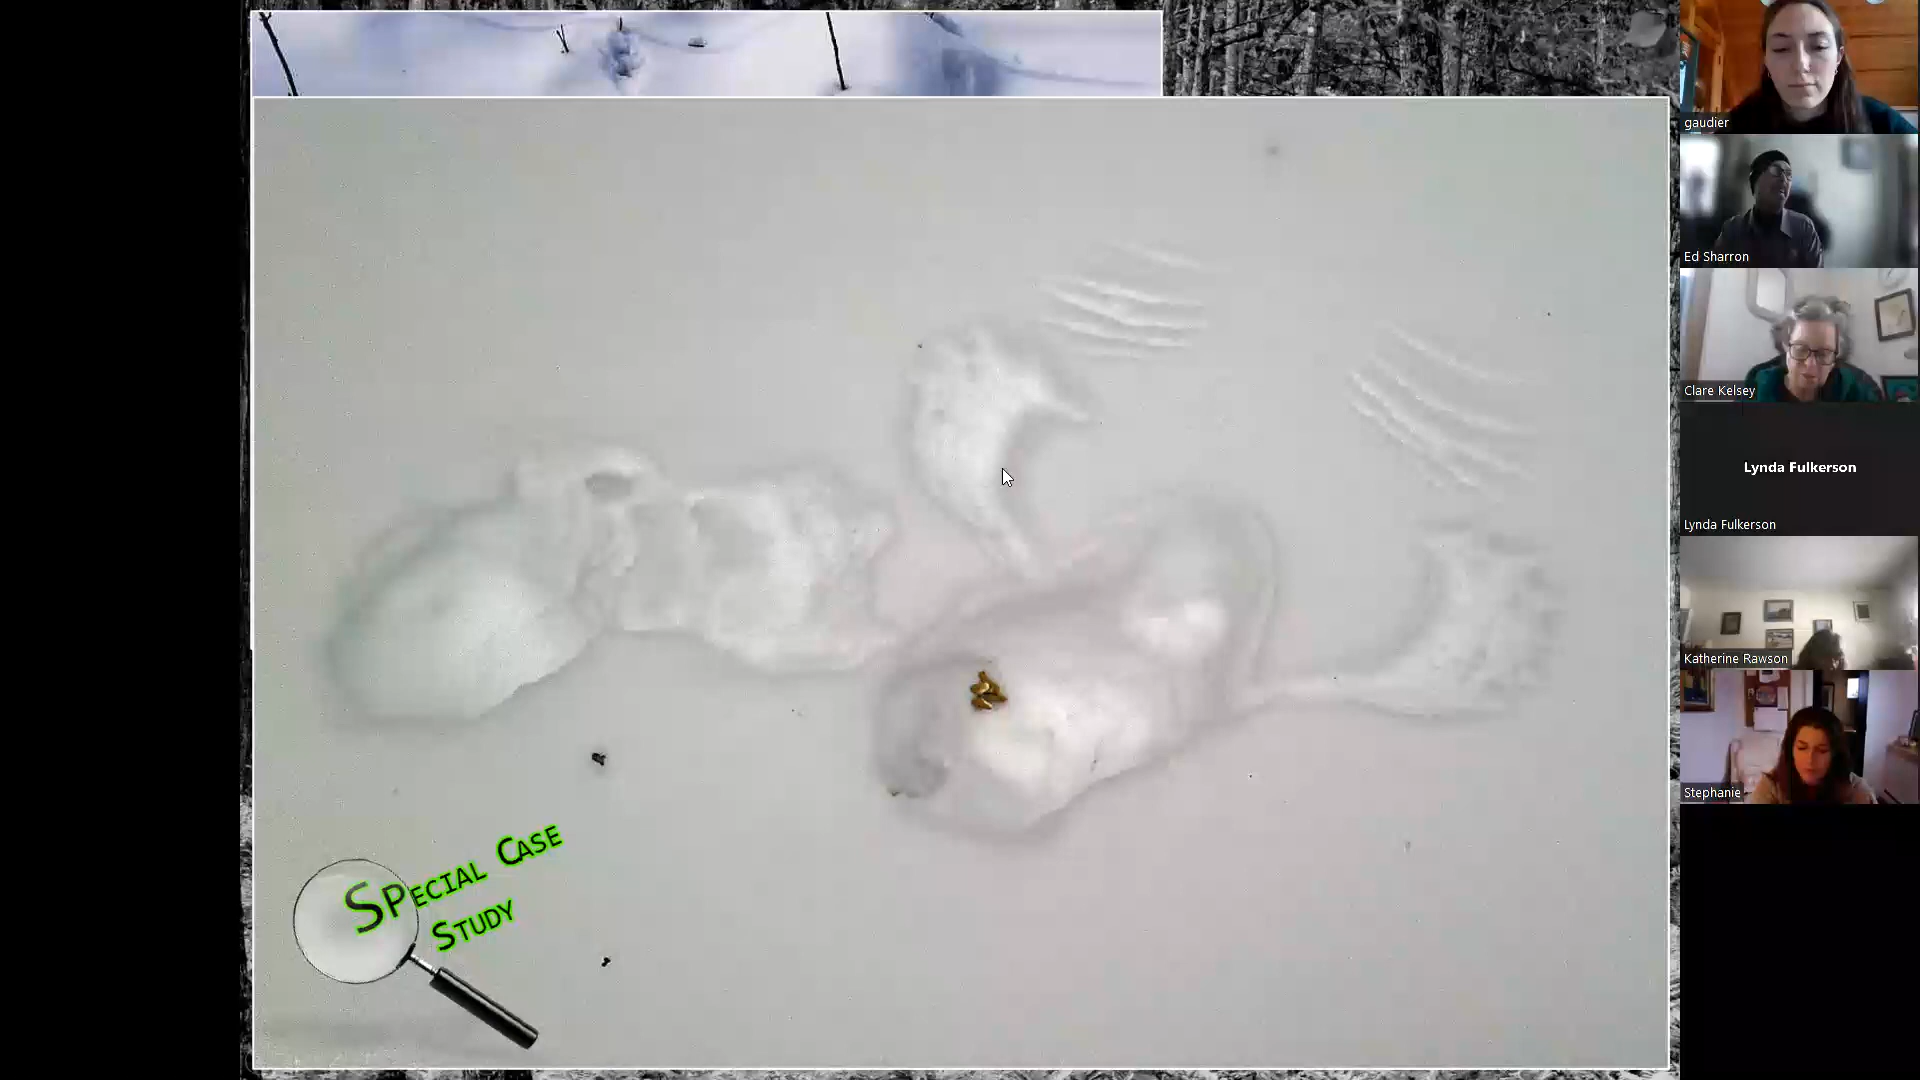 gaudier
Ed Sharron
Clare Kelsey
Lynda Fulkerson
Lynda Fulkerson
Katherine Rawson
Stephanie
Special Case
Study